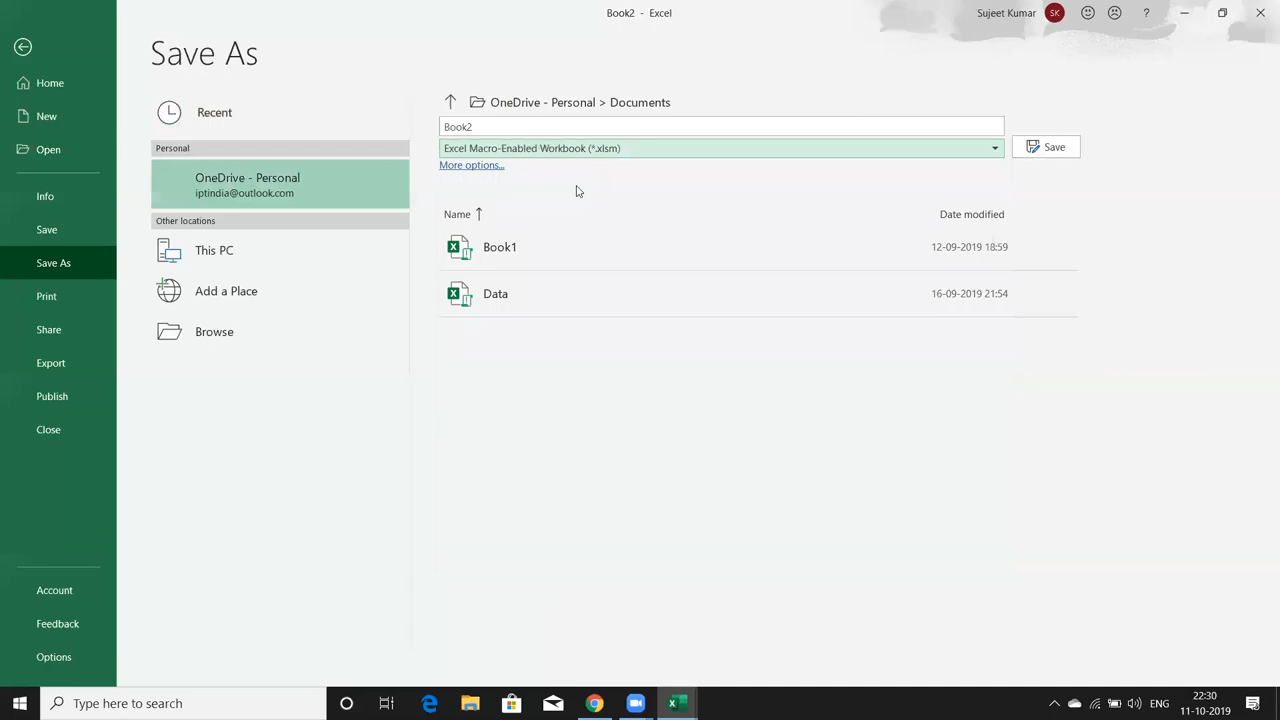 Book2 - Excel
Sujeet Kumar
SK
?
Save As
Home
New
Open
Info
Save
Save As
Print
Share
Export
Publish
Close
Account
Feedback
Options
Recent
Personal
OneDrive - Personal
iptindia@outlook.com
Other locations
This PC
Add a Place
Browse
OneDrive - Personal > Documents
Book2
Excel Macro-Enabled Workbook (*.xlsm)
Save
More options...
Name
Date modified
Book1
12-09-2019 18:59
Data
16-09-2019 21:54
Type here to search
ENG
22:30
11-10-2019